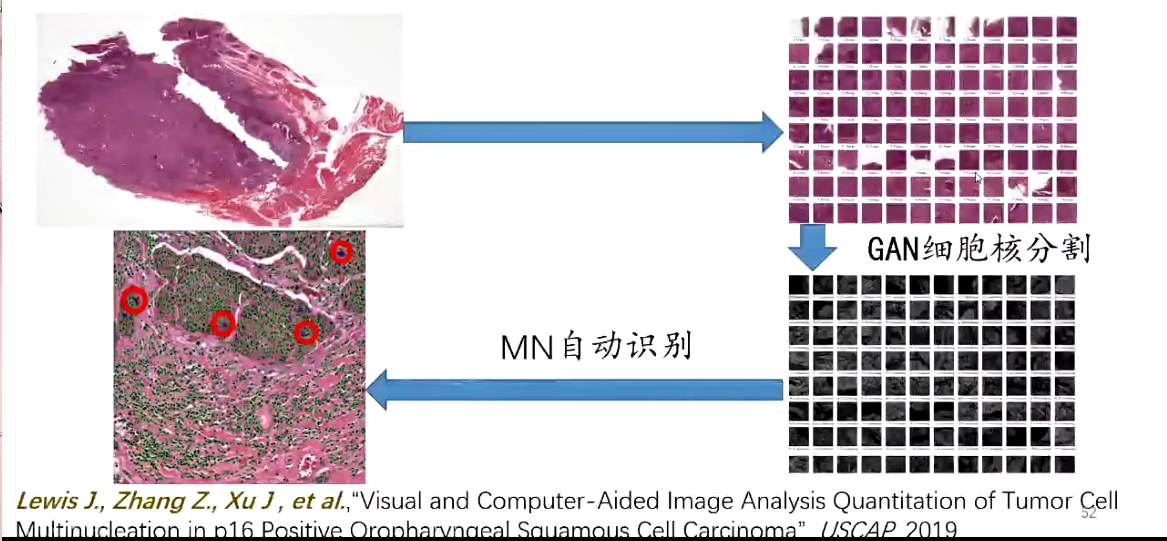 GAN细胞核分割
MN自动识别
Lewis J., Zhang Z., Xu J , et al.,“Visual and Computer-Aided Image Analysis Quantitation of Tumor Cell
Multinucleation in p16 Positive Oropharyngeal Squamous Cell Carcinoma” USCAP 2019
52